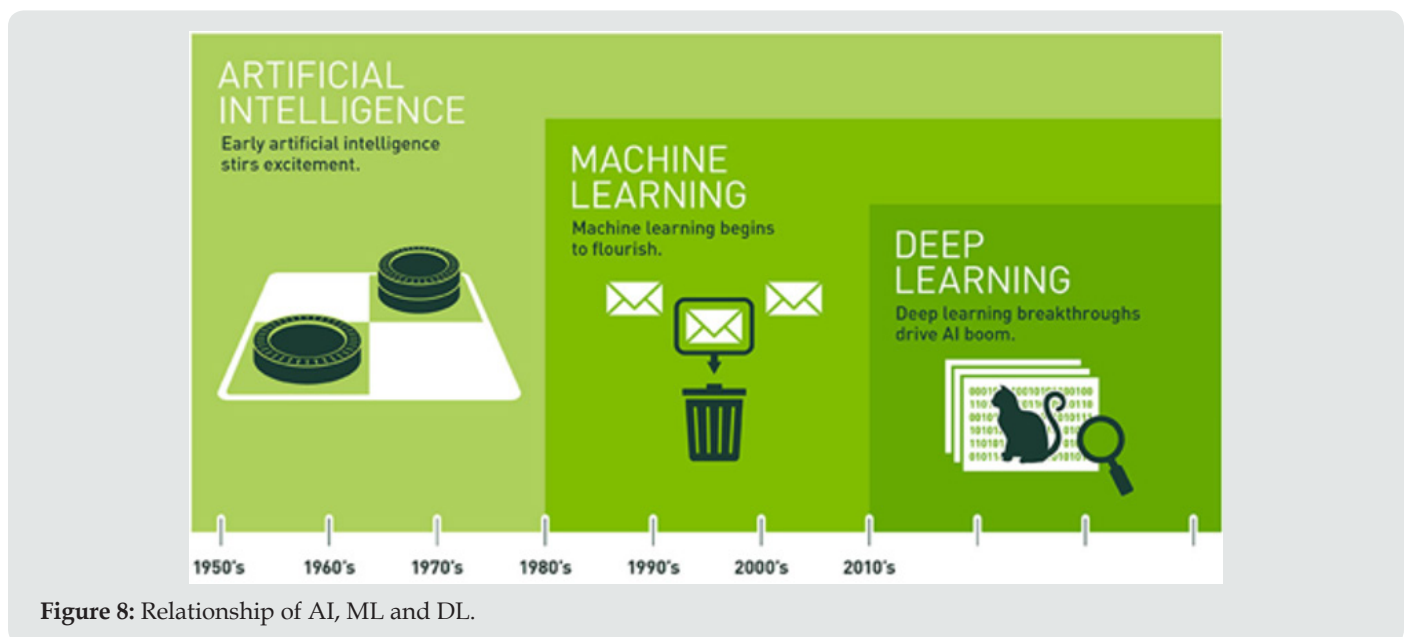 ARTIFICIAL
INTELLIGENCE
Early artificial intelligence
stirs excitement.
MACHINE
LEARNING
Machine learning begins
to flourish.
DEEP
LEARNING
Deep learning breakthroughs
drive AI boom.
1950's 1960's 1970's 1980's 1990's 2000's 2010's
Figure 8: Relationship of AI, ML and DL.